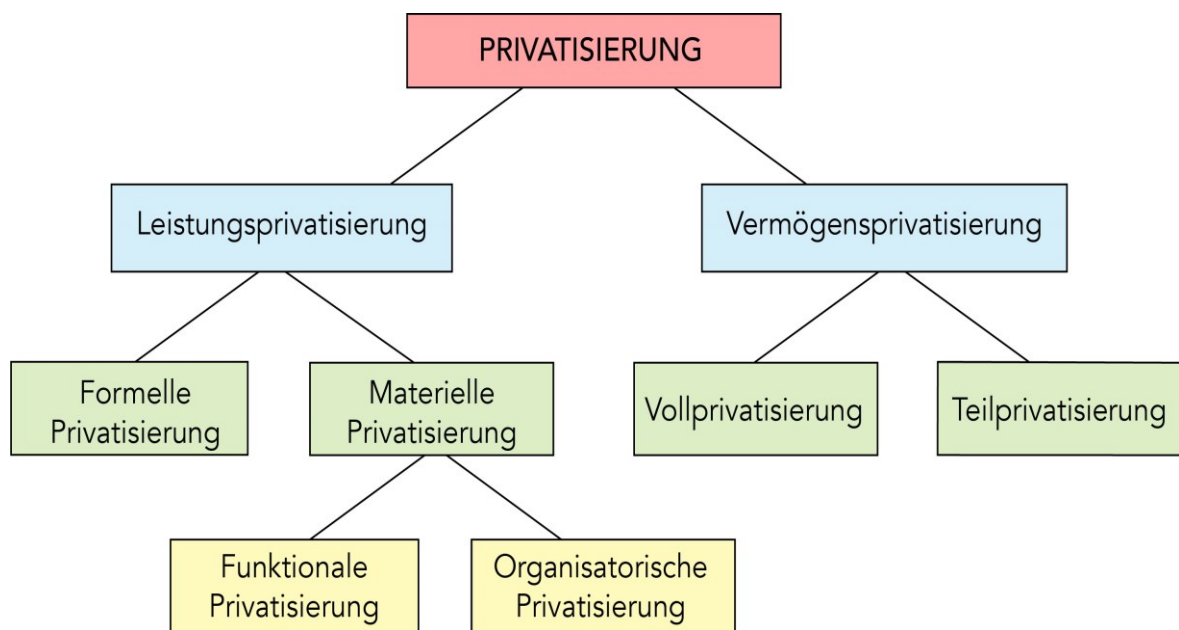 PRIVATISIERUNG
Leistungsprivatisierung
Vermögensprivatisierung
Formelle
Privatisierung
Materielle
Privatisierung
Vollprivatisierung
Teilprivatisierung
Funktionale
Privatisierung
Organisatorische
Privatisierung